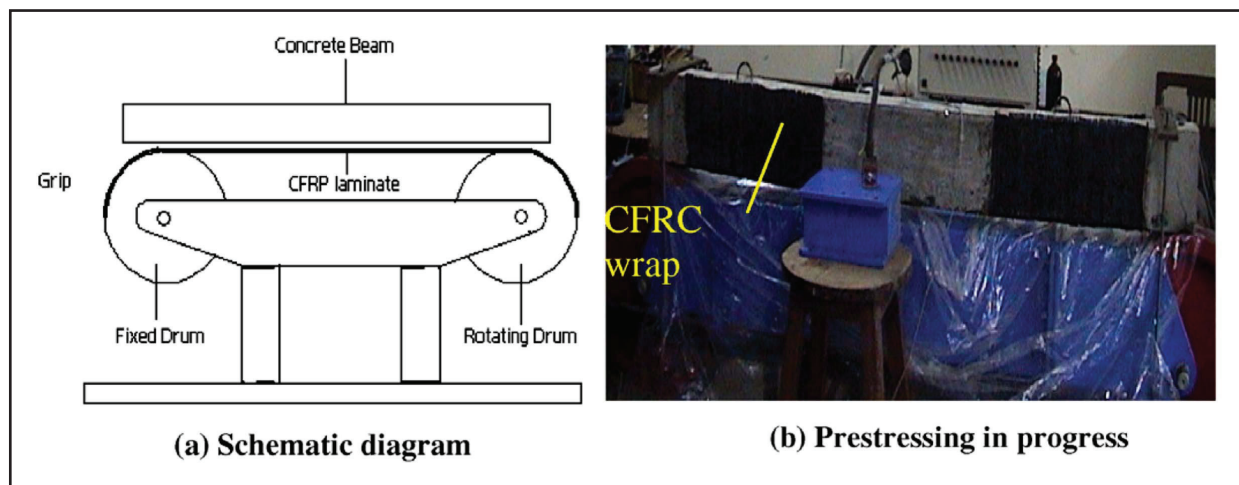 Concrete Beam
Grip
CFRP laminate
Fixed Drum
Rotating Drum
(a) Schematic diagram
CFRC
wrap
(b) Prestressing in progress